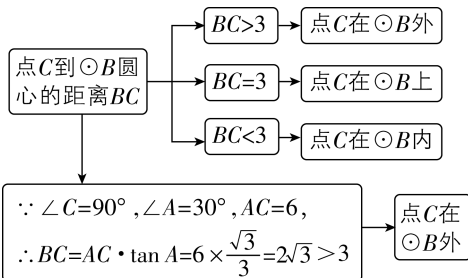 点C到⊙B圆
心的距离BC
BC>3
点C在⊙B外
BC=3
点C在⊙B上
BC<3
点C在⊙B内
∵∠C=90°,∠A=30°,AC=6,
∴BC=AC·tan A=6×√3/3=2√3>3
点C在
⊙B外